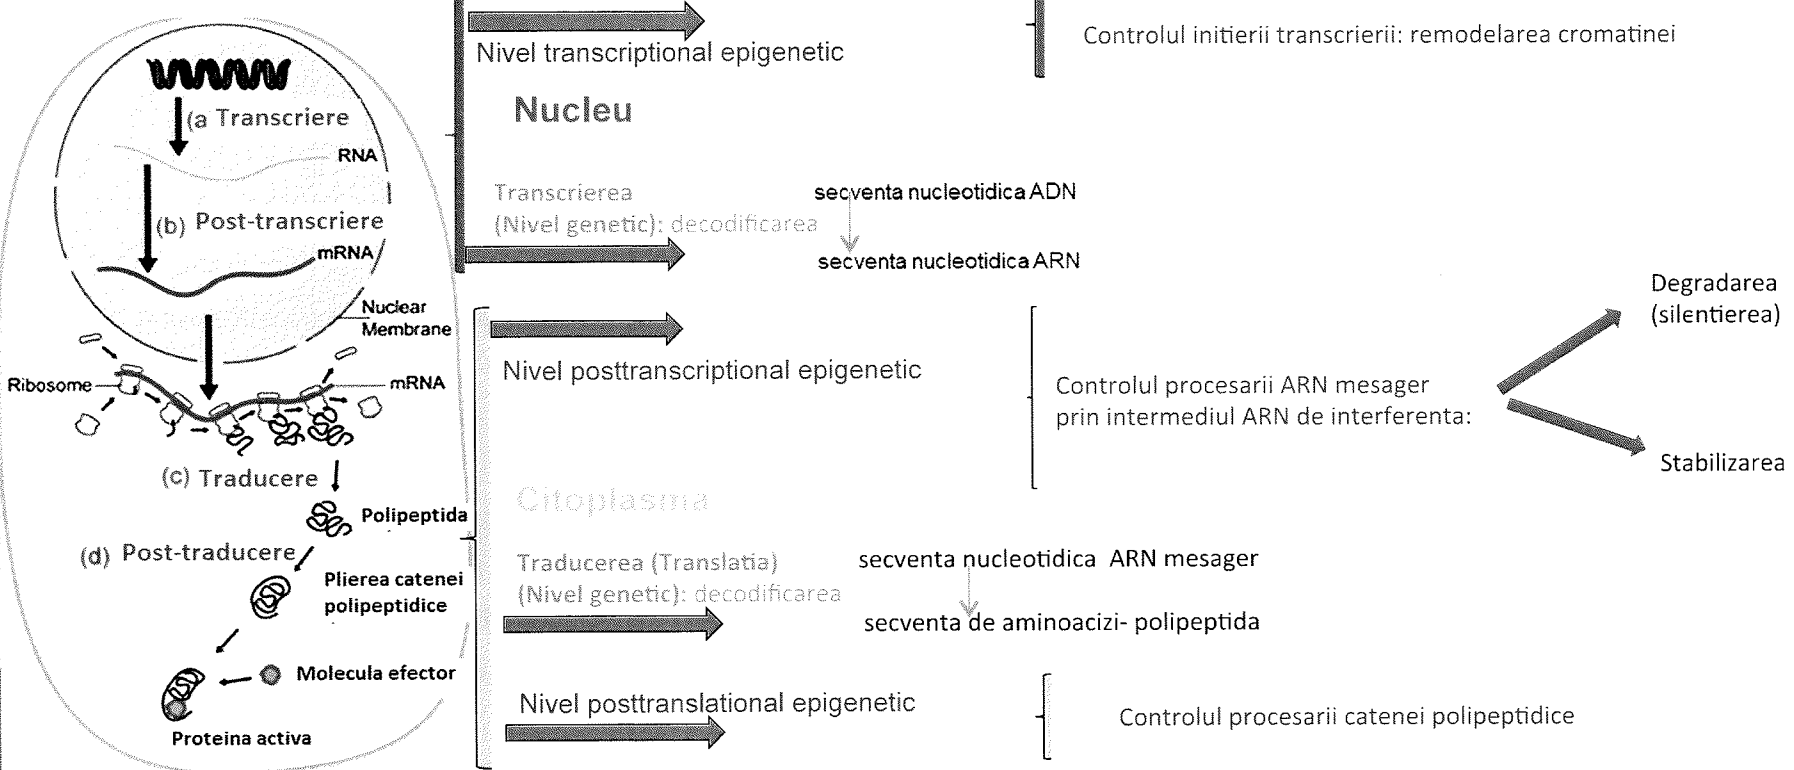 Nivel transcriptional epigenetic
Controlul initierii transcrierii: remodelarea cromatinei
Nucleu
(a Transcriere
RNA
(b) Post-transcriere
mRNA
Nuclear
Membrane
Ribosome
mRNA
(c) Traducere
Polipeptida
(d) Post-traducere
Plierea catenei
polipeptidice
Molecula efector
Proteina activa
Transcrierea
(Nivel genetic): decodificarea
secventa nucleotidica ADN
secventa nucleotidica ARN
Nivel posttranscriptional epigenetic
Controlul procesarii ARN mesager
prin intermediul ARN de interferenta:
Degradarea
(silentierea)
Stabilizarea
Citoplasma
Traducerea (Translatia)
(Nivel genetic): decodificarea
secventa nucleotidica ARN mesager
secventa de aminoacizi- polipeptida
Nivel posttranslational epigenetic
Controlul procesarii catenei polipeptidice